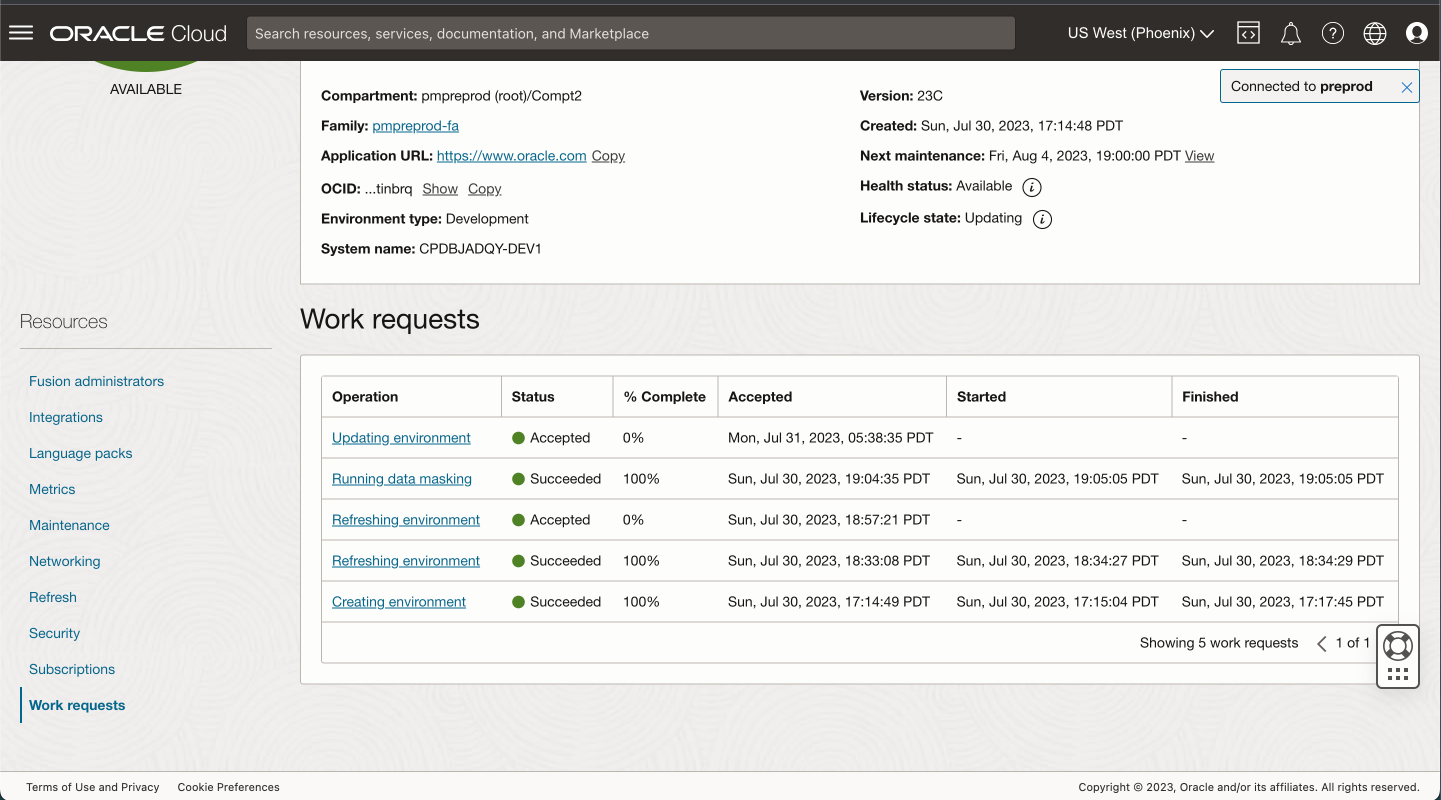 ORACLE Cloud
Search resources, services, documentation, and Marketplace
US West (Phoenix)
AVAILABLE
Connected to preprod
Compartment: pmpreprod (root)/Compt2
Family: pmpreprod-fa
Application URL: https://www.oracle.com Copy
OCID: ...tinbrq Show Copy
Environment type: Development
System name: CPDBJADQY-DEV1
Version: 23C
Created: Sun, Jul 30, 2023, 17:14:48 PDT
Next maintenance: Fri, Aug 4, 2023, 19:00:00 PDT View
Health status: Available i
Lifecycle state: Updating i
Resources
Fusion administrators
Integrations
Language packs
Metrics
Maintenance
Networking
Refresh
Security
Subscriptions
Work requests
Work requests
Operation Status % Complete Accepted Started Finished
Updating environment Accepted 0% Mon, Jul 31, 2023, 05:38:35 PDT - -
Running data masking Succeeded 100% Sun, Jul 30, 2023, 19:04:35 PDT Sun, Jul 30, 2023, 19:05:05 PDT Sun, Jul 30, 2023, 19:05:05 PDT
Refreshing environment Accepted 0% Sun, Jul 30, 2023, 18:57:21 PDT - -
Refreshing environment Succeeded 100% Sun, Jul 30, 2023, 18:33:08 PDT Sun, Jul 30, 2023, 18:34:27 PDT Sun, Jul 30, 2023, 18:34:29 PDT
Creating environment Succeeded 100% Sun, Jul 30, 2023, 17:14:49 PDT Sun, Jul 30, 2023, 17:15:04 PDT Sun, Jul 30, 2023, 17:17:45 PDT
Showing 5 work requests 1 of 1
Terms of Use and Privacy Cookie Preferences
Copyright © 2023, Oracle and/or its affiliates. All rights reserved.